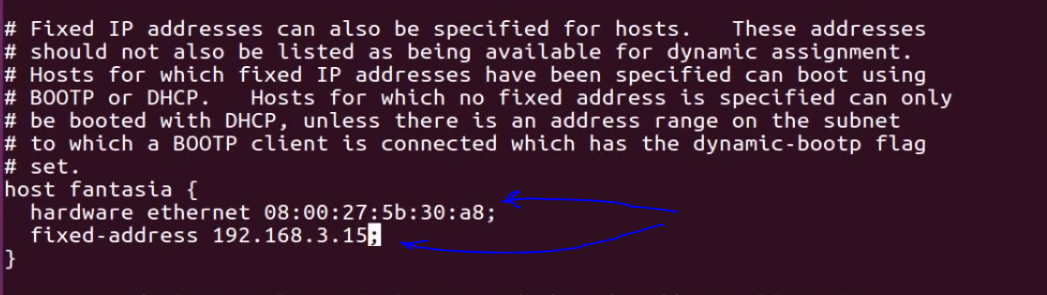 # Fixed IP addresses can also be specified for hosts.   These addresses
# should not also be listed as being available for dynamic assignment.
# Hosts for which fixed IP addresses have been specified can boot using
# BOOTP or DHCP.   Hosts for which no fixed address is specified can only
# be booted with DHCP, unless there is an address range on the subnet
# to which a BOOTP client is connected which has the dynamic-bootp flag
# set.
host fantasia {
  hardware ethernet 08:00:27:5b:30:a8;
  fixed-address 192.168.3.15;
}